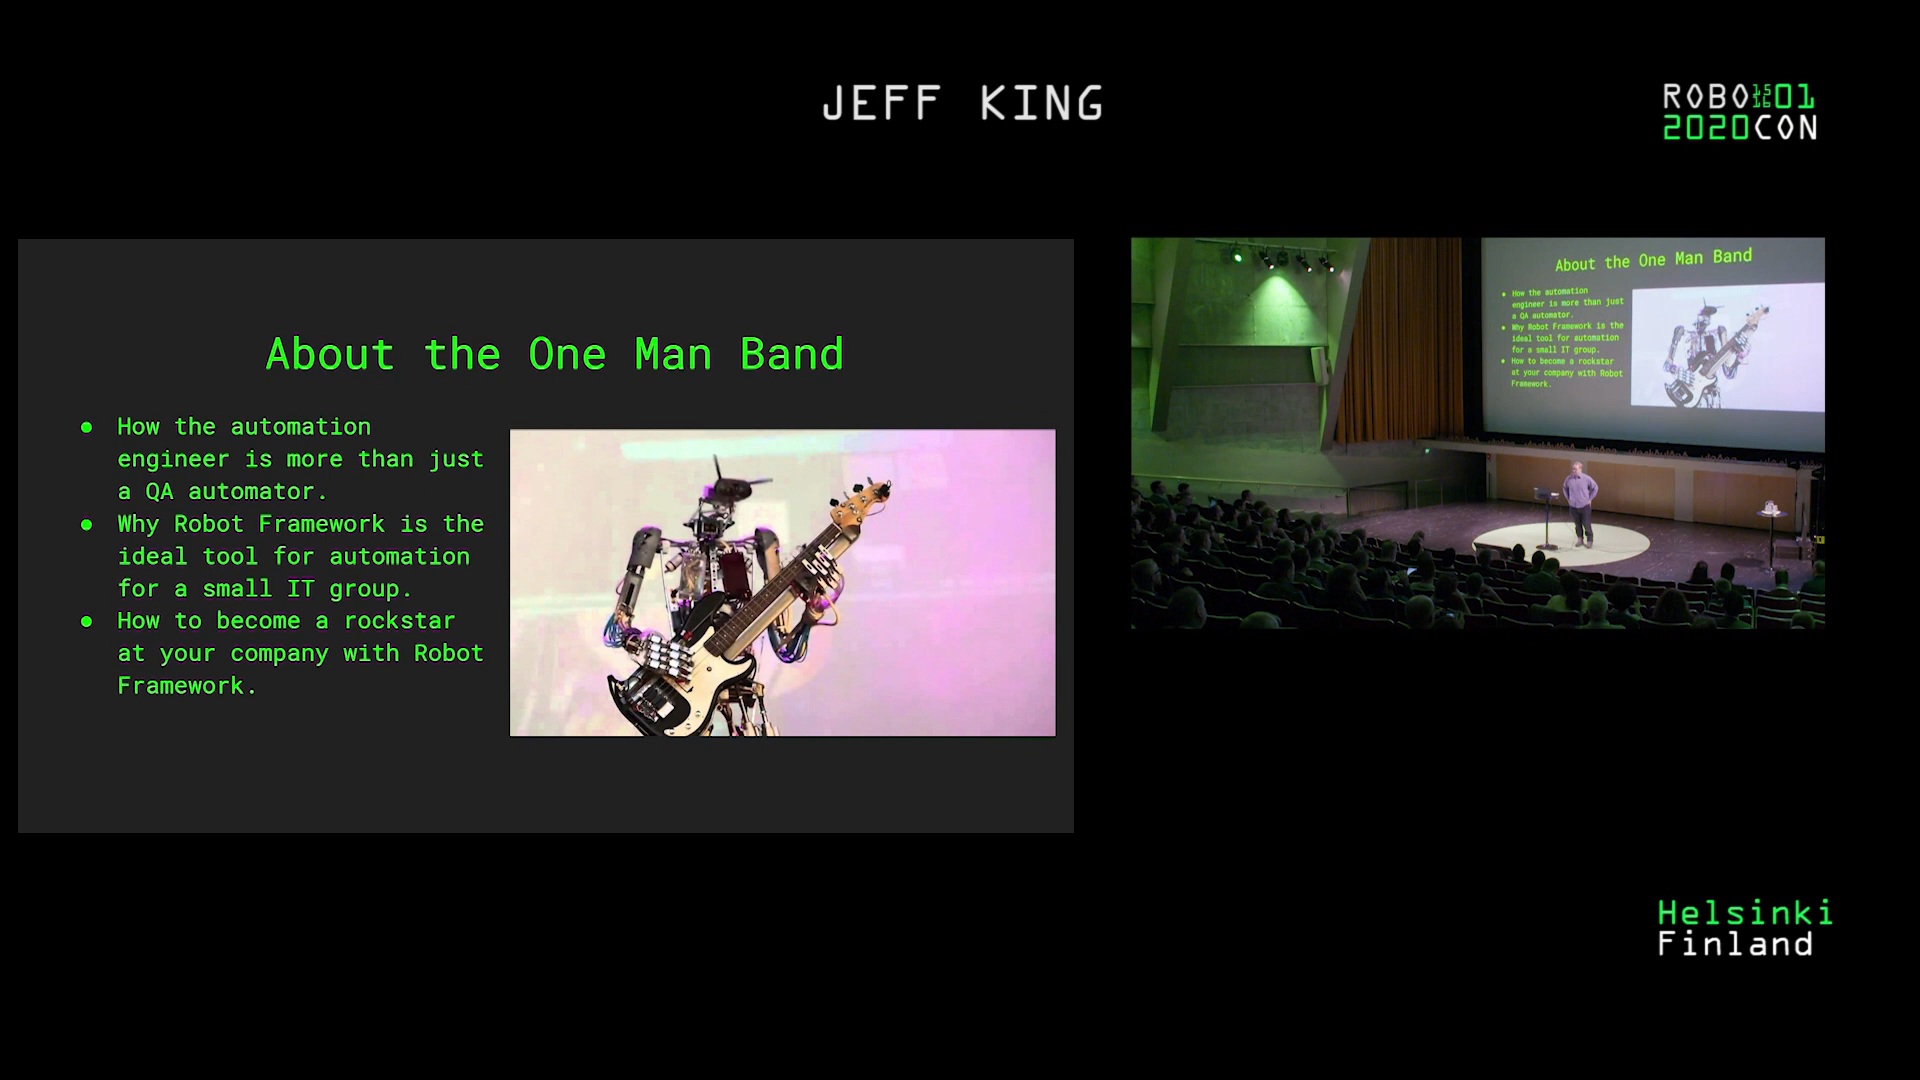 JEFF KING
ROBO 15 16 01
2020CON
About the One Man Band
● How the automation
engineer is more than just
a QA automator.
● Why Robot Framework is the
ideal tool for automation
for a small IT group.
● How to become a rockstar
at your company with Robot
Framework.
About the One Man Band
● How the automation
engineer is more than just
a QA automator.
● Why Robot Framework is the
ideal tool for automation
for a small IT group.
● How to become a rockstar
at your company with Robot
Framework.
Helsinki
Finland